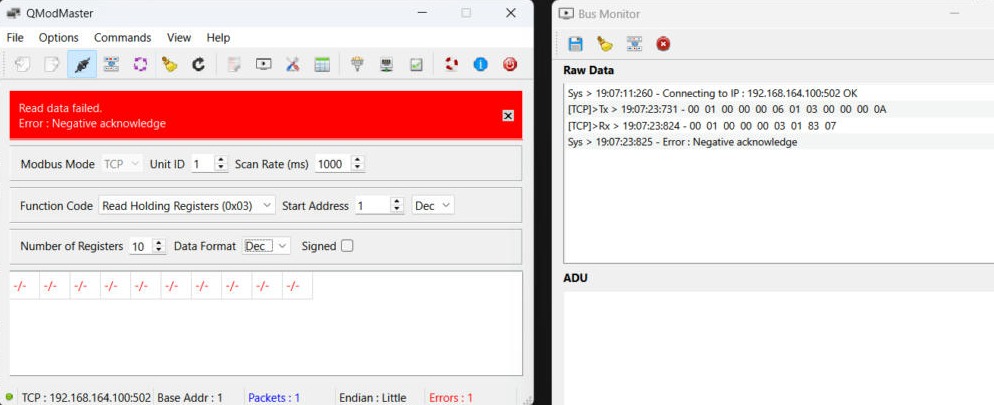 QModMaster
File Options Commands View Help
Read data failed.
Error : Negative acknowledge
Modbus Mode TCP Unit ID 1 Scan Rate (ms) 1000
Function Code Read Holding Registers (0x03) Start Address 1 Dec
Number of Registers 10 Data Format Dec Signed
-/- -/- -/- -/- -/- -/- -/- -/- -/- -/-
TCP : 192.168.164.100:502 Base Addr : 1 Packets : 1 Endian : Little Errors : 1
Bus Monitor
Raw Data
Sys > 19:07:11:260 - Connecting to IP : 192.168.164.100:502 OK
[TCP]>Tx > 19:07:23:731 - 00 01 00 00 00 06 01 03 00 00 00 0A
[TCP]>Rx > 19:07:23:824 - 00 01 00 00 00 03 01 83 07
Sys > 19:07:23:825 - Error : Negative acknowledge
ADU